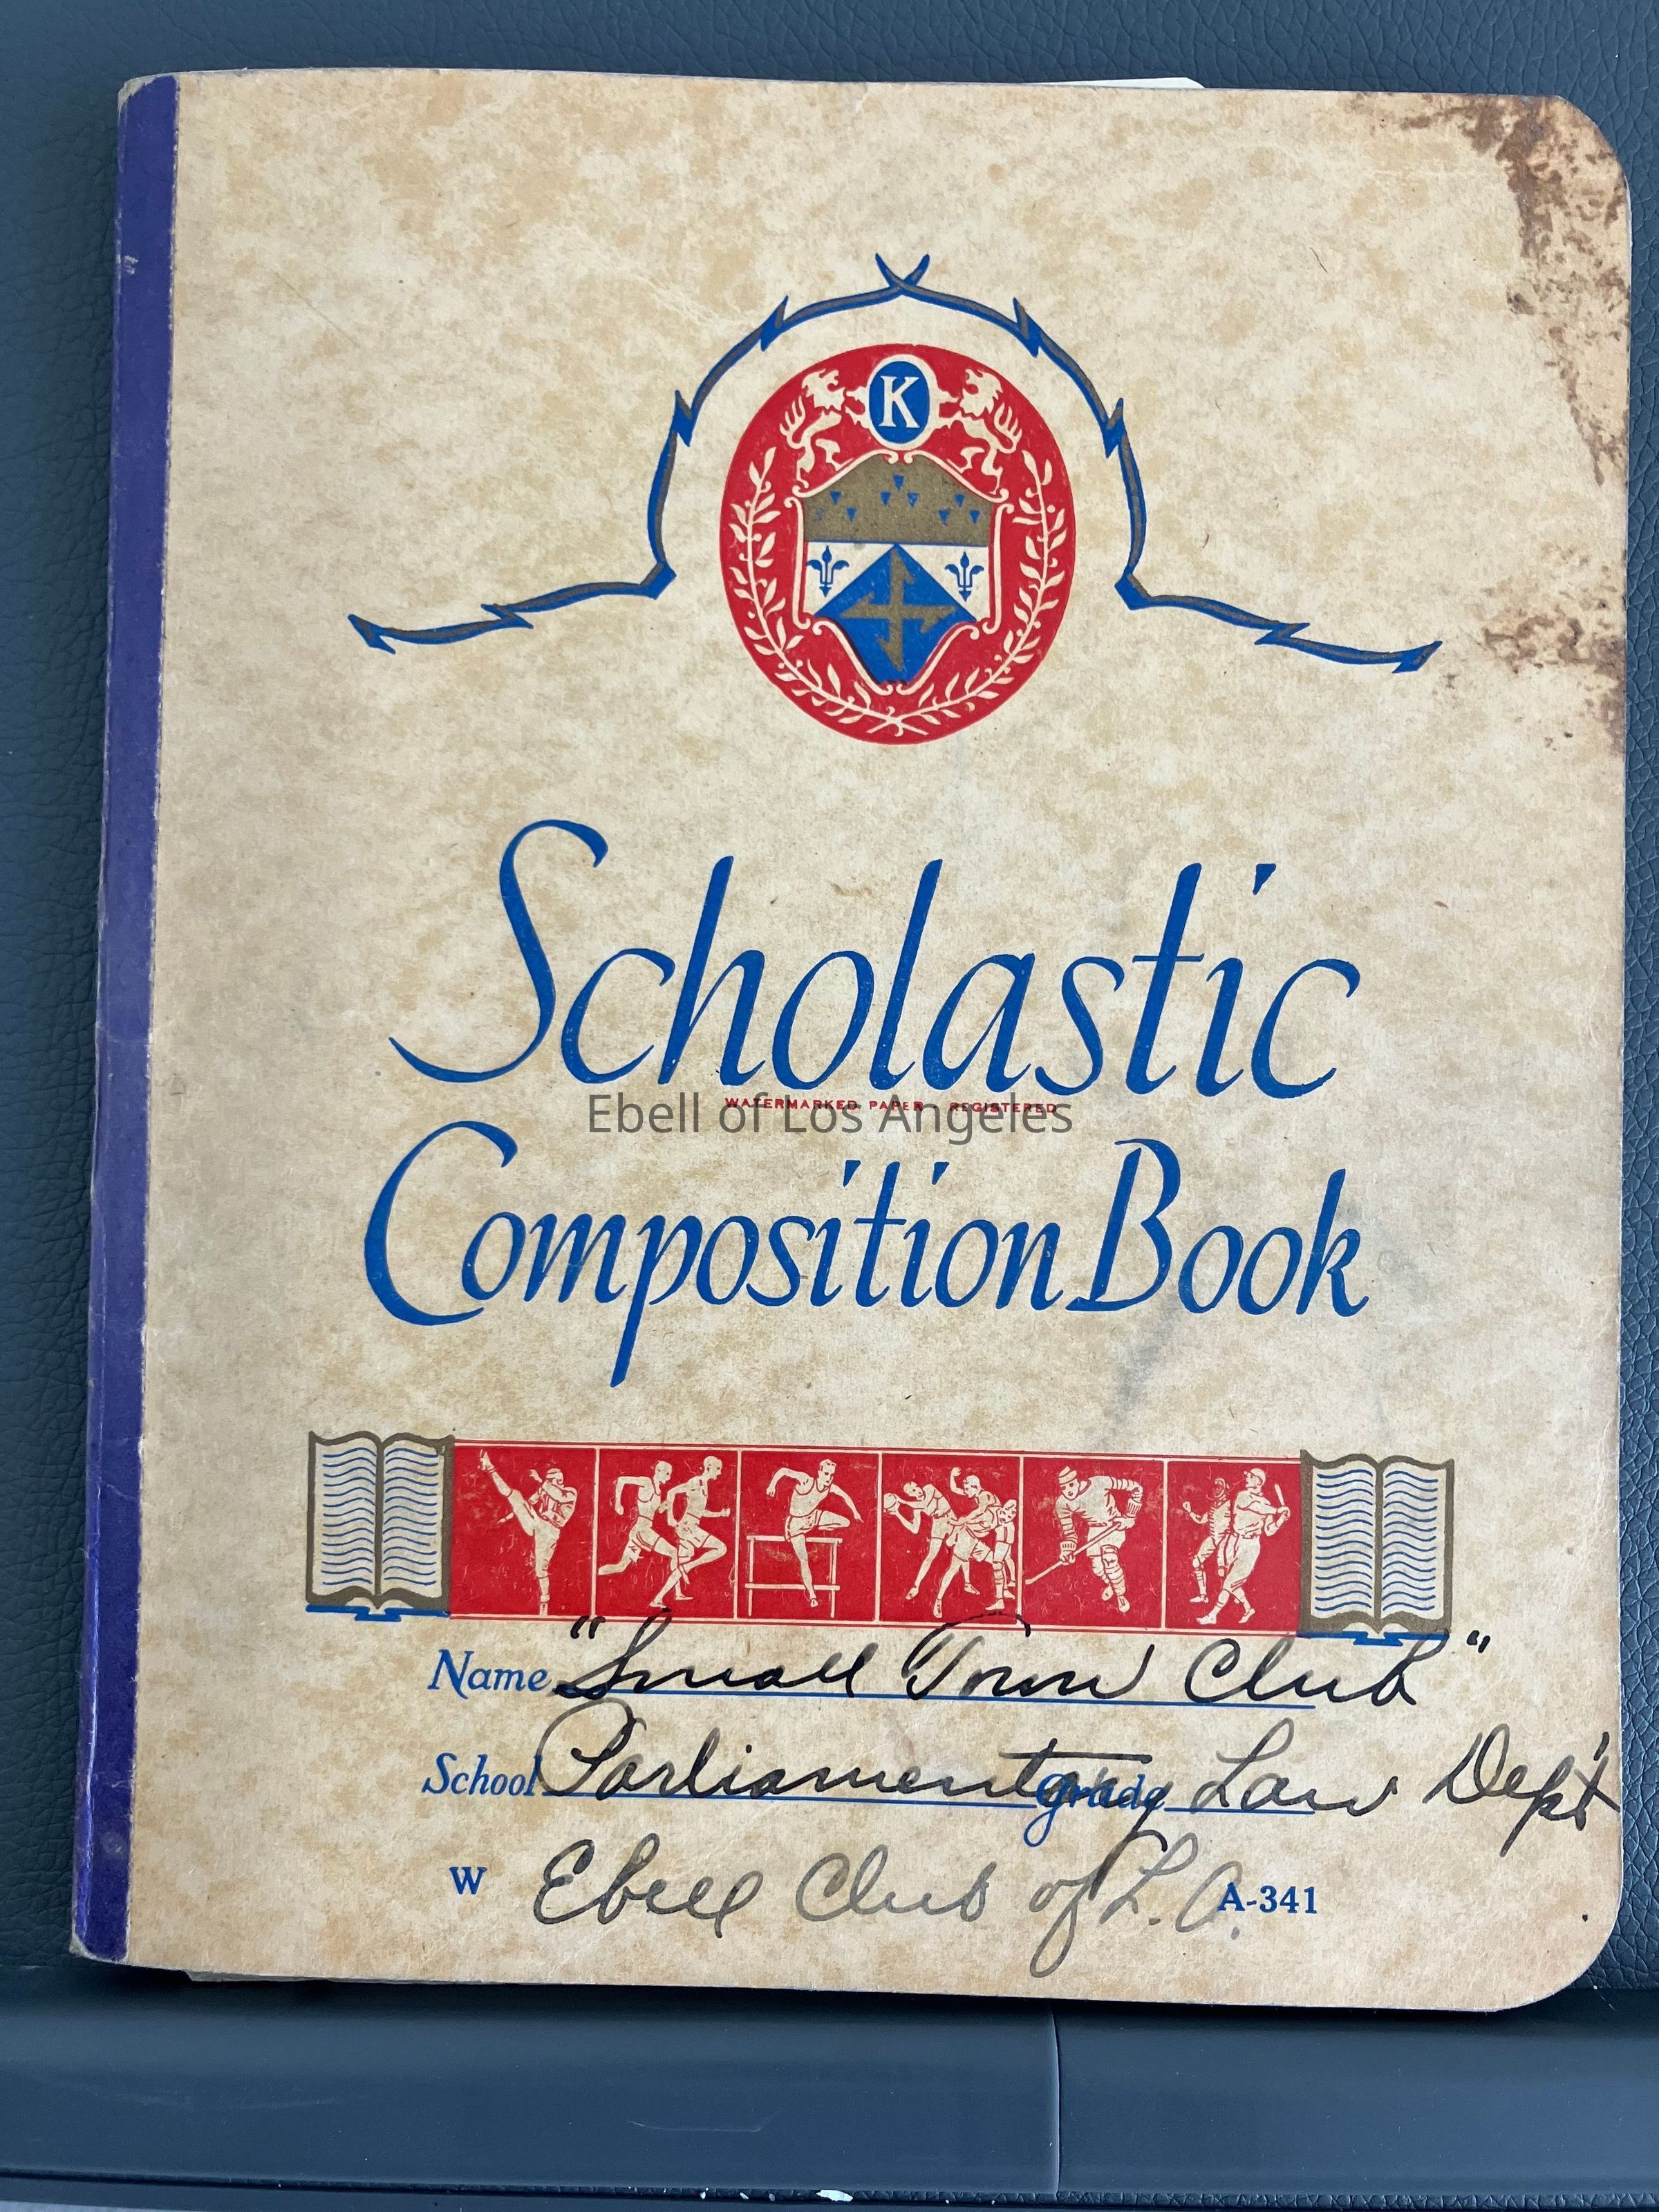 K
Scholastic
WATERMARKED PAPER REGISTERED
Ebell of Los Angeles
Composition Book
Name "Small Town Club"
School Parliamentary Grade Law Dept
W Ebell Club of L.A. A-341